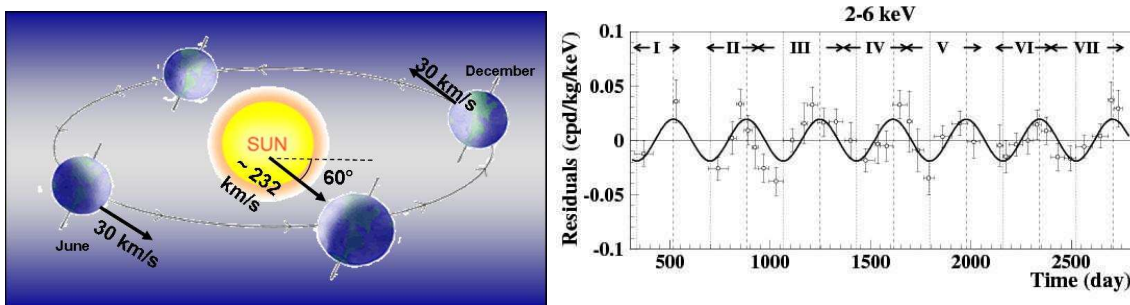 30 km/s
December
SUN
~ 232
km/s
60°
June
30 km/s
2-6 keV
Residuals (cpd/kg/keV)
0.1
0.05
0
-0.05
-0.1
I II III IV V VI VII
500 1000 1500 2000 2500
Time (day)